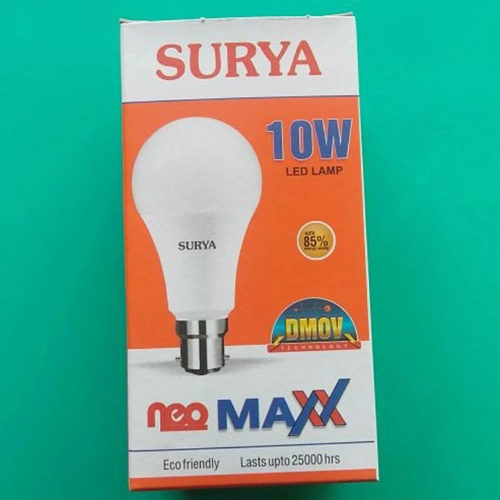 SURYA
10W
LED LAMP
SURYA
85%
DMOV
TECHNOLOGY
neo MAXX
Eco friendly Lasts upto 25000 hrs